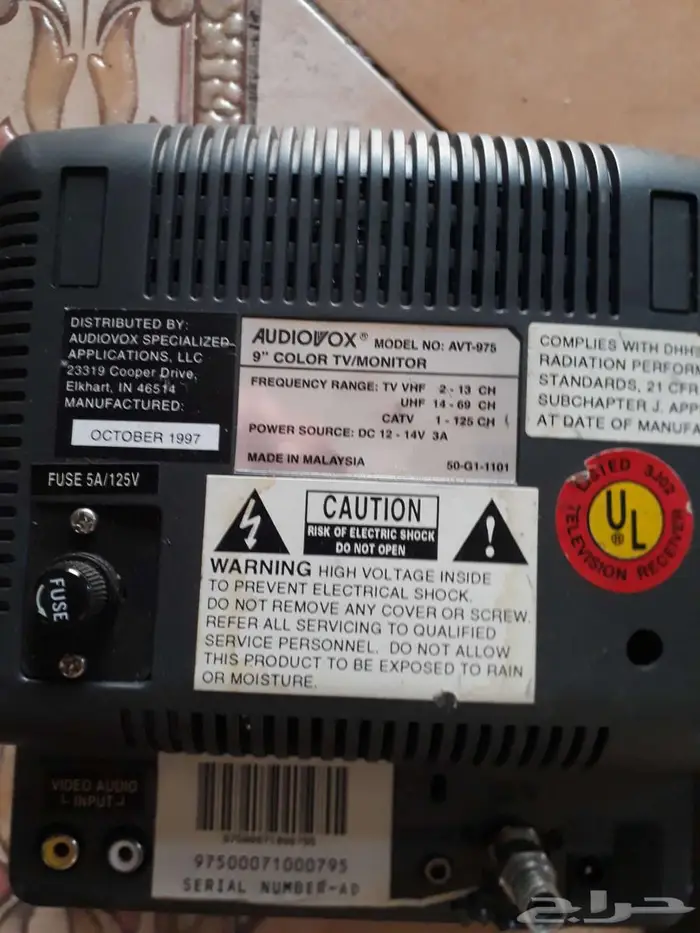 DISTRIBUTED BY:
AUDIOVOX SPECIALIZED
APPLICATIONS, LLC
23319 Cooper Drive,
Elkhart, IN 46514
MANUFACTURED:
OCTOBER 1997
AUDIOVOX® MODEL NO: AVT-975
9" COLOR TV/MONITOR
FREQUENCY RANGE: TV VHF 2 - 13 CH
UHF 14 - 69 CH
CATV 1 - 125 CH
POWER SOURCE: DC 12 - 14V 3A
MADE IN MALAYSIA 50-G1-1101
COMPLIES WITH DHH
RADIATION PERFOR
STANDARDS, 21 CFR
SUBCHAPTER J, APP
AT DATE OF MANUFA
FUSE 5A/125V
FUSE
CAUTION
RISK OF ELECTRIC SHOCK
DO NOT OPEN
WARNING HIGH VOLTAGE INSIDE
TO PREVENT ELECTRICAL SHOCK,
DO NOT REMOVE ANY COVER OR SCREW.
REFER ALL SERVICING TO QUALIFIED
SERVICE PERSONNEL. DO NOT ALLOW
THIS PRODUCT TO BE EXPOSED TO RAIN
OR MOISTURE.
LISTED 3J02
UL
®
TELEVISION RECEIVER
VIDEO AUDIO
INPUT
97500071000795
97500071000795
SERIAL NUMBER-AD
حراج